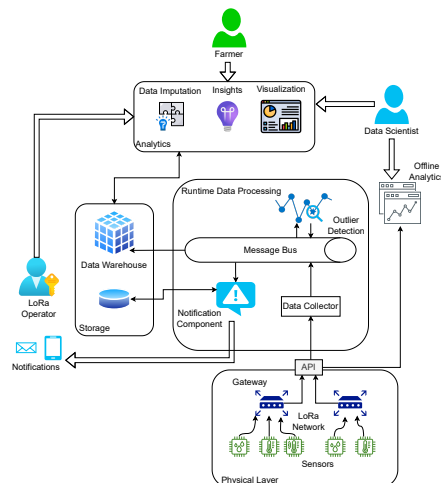 Farmer
Data Imputation
Insights
Visualization
Analytics
Data Scientist
Offline
Analytics
Runtime Data Processing
Outlier
Detection
Message Bus
Data Warehouse
LoRa
Operator
Notification
Component
Data Collector
Storage
Notifications
API
Gateway
LoRa
Network
Sensors
Physical Layer